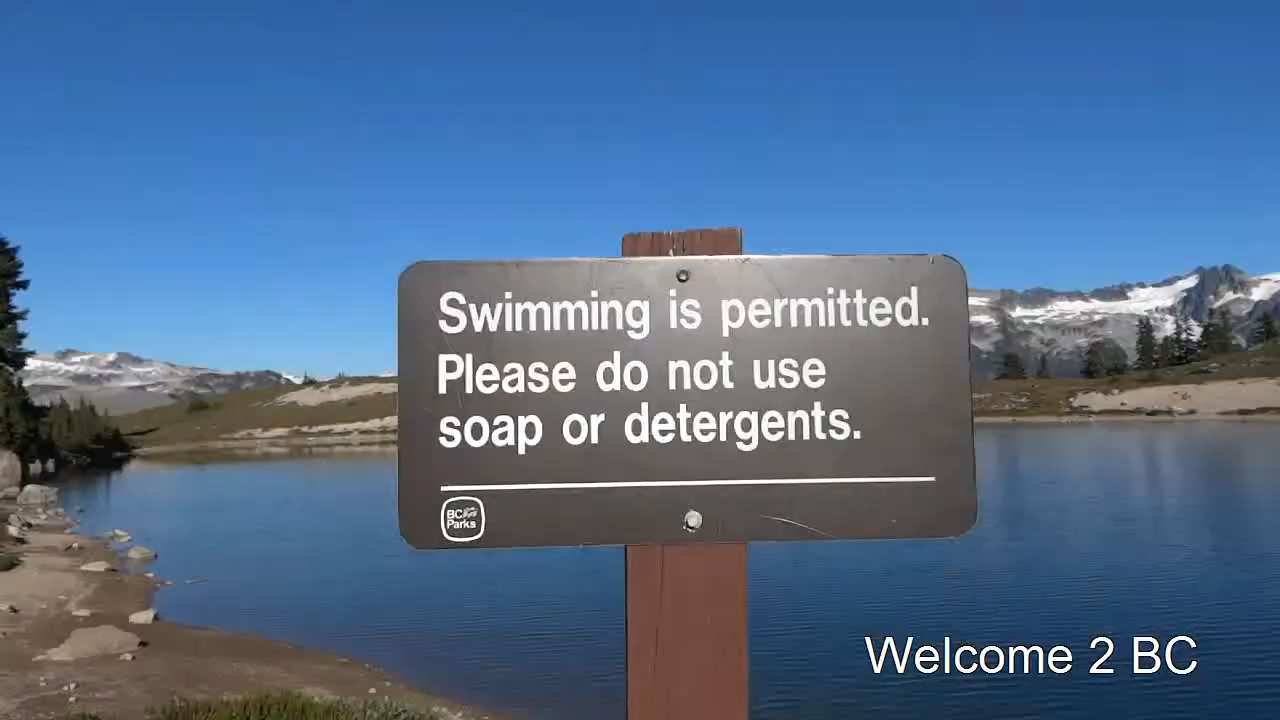 Swimming is permitted.
Please do not use
soap or detergents.
BC
Parks
Welcome 2 BC